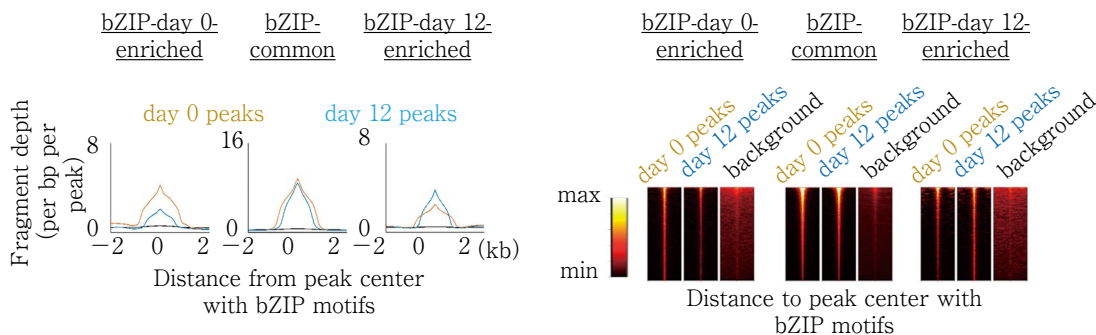 bZIP-day 0-
enriched
bZIP-
common
bZIP-day 12-
enriched
day 0 peaks
day 12 peaks
Fragment depth
(per bp per
peak)
8
0
16
0
8
0
−2 0 2
−2 0 2
−2 0 2 (kb)
Distance from peak center
with bZIP motifs
bZIP-day 0-
enriched
bZIP-
common
bZIP-day 12-
enriched
day 0 peaks
day 12 peaks
background
day 0 peaks
day 12 peaks
background
day 0 peaks
day 12 peaks
background
max
min
Distance to peak center with
bZIP motifs